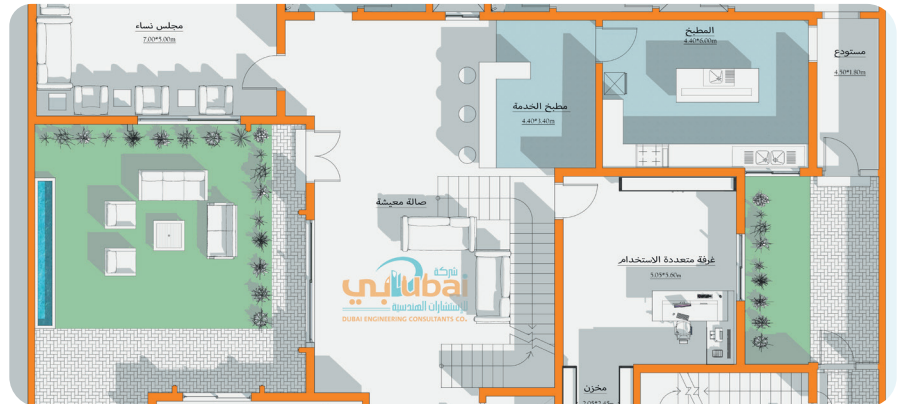 مجلس نساء
7.00*5.00m
المطبخ
4.40*6.00m
مستودع
4.50*1.80m
مطبخ الخدمة
4.40*3.40m
صالة معيشة
غرفة متعددة الاستخدام
5.05*3.60m
شركة
دبي Dubai
للإستشارات الهندسية
DUBAI ENGINEERING CONSULTANTS CO.
مخزن